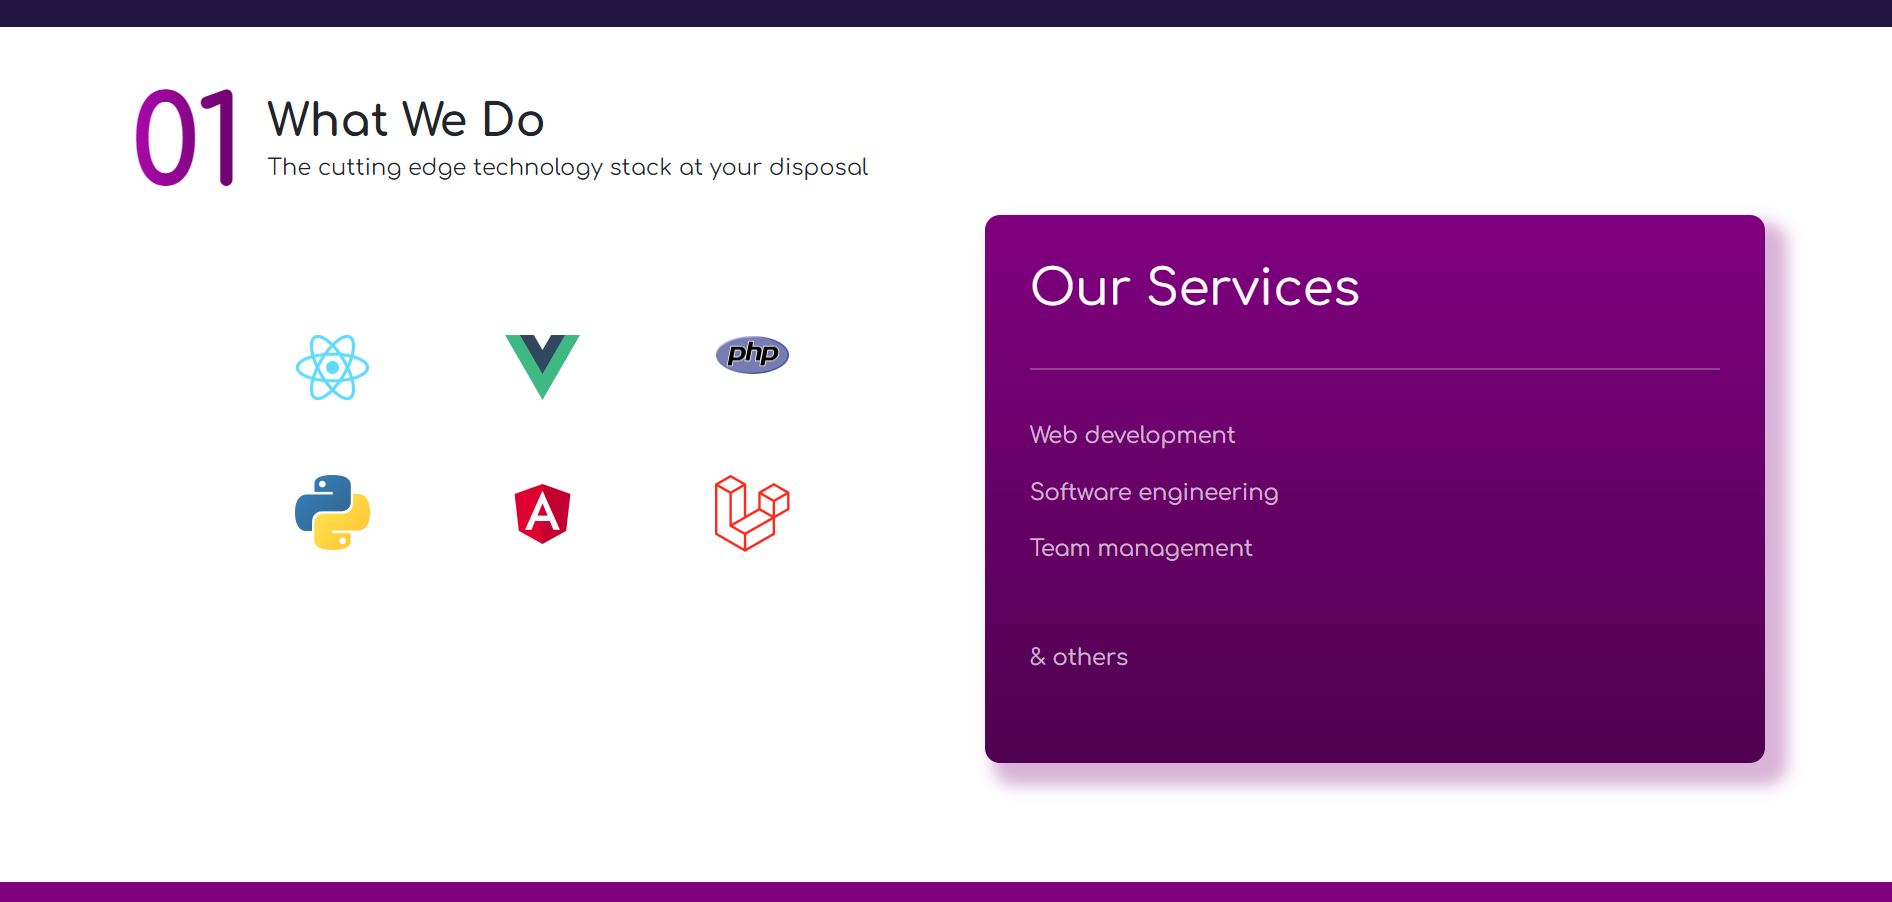 01
What We Do
The cutting edge technology stack at your disposal
php
A
Our Services
Web development
Software engineering
Team management
& others